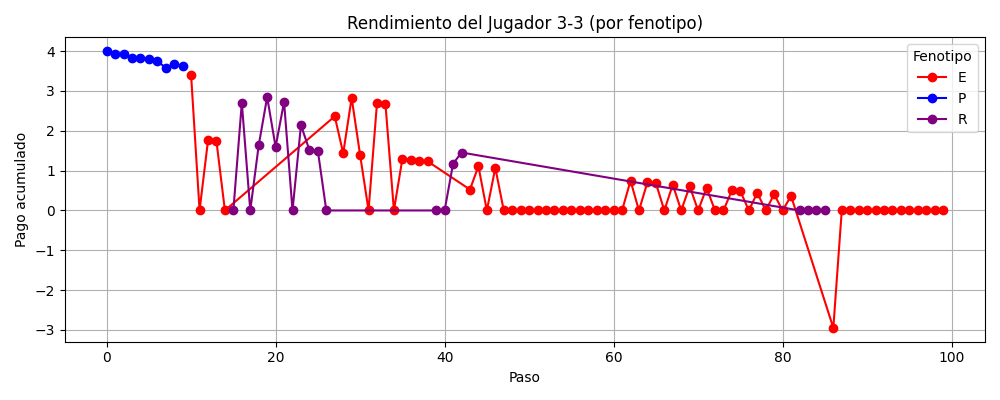 Rendimiento del Jugador 3-3 (por fenotipo)
Pago acumulado
4
3
2
1
0
−1
−2
−3
0 20 40 60 80 100
Paso
Fenotipo
E
P
R